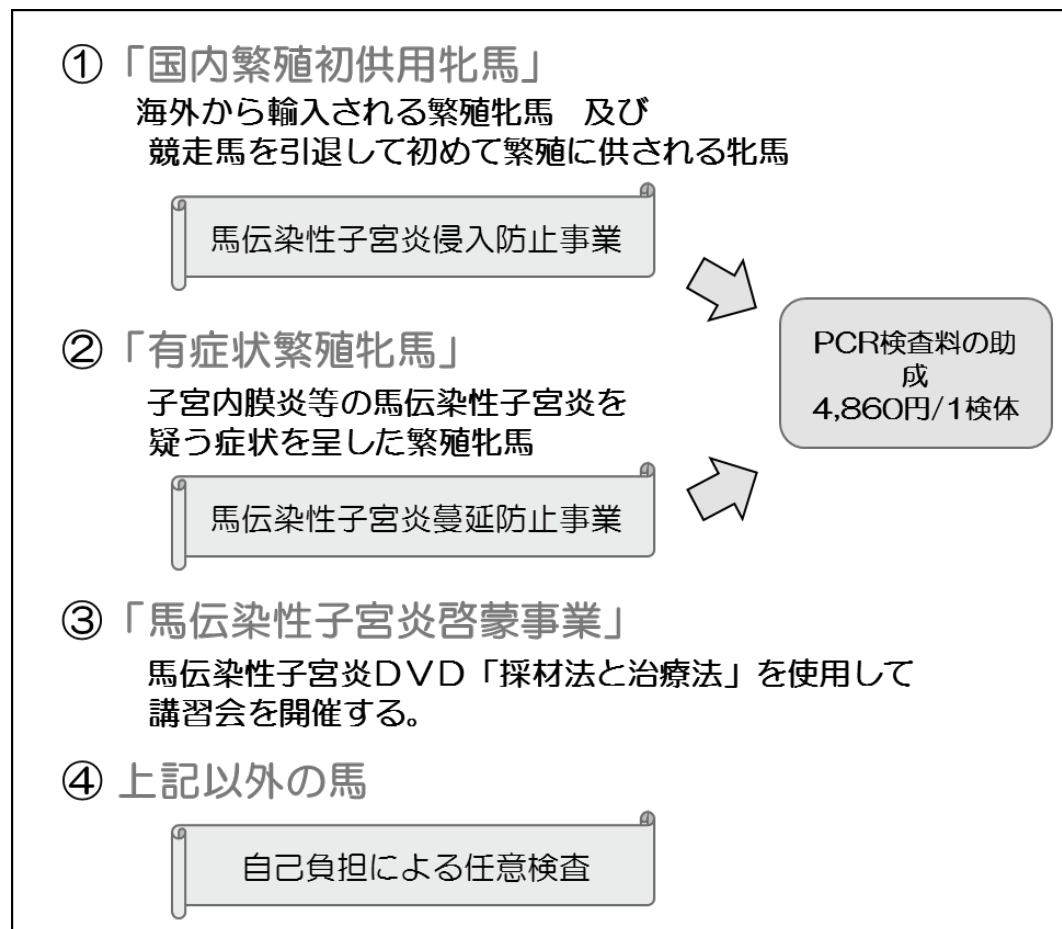 ①「国内繁殖初供用牝馬」
海外から輸入される繁殖牝馬　及び
競走馬を引退して初めて繁殖に供される牝馬
馬伝染性子宮炎侵入防止事業
②「有症状繁殖牝馬」
子宮内膜炎等の馬伝染性子宮炎を
疑う症状を呈した繁殖牝馬
馬伝染性子宮炎蔓延防止事業
PCR検査料の助
成
4,860円/1検体
③「馬伝染性子宮炎啓蒙事業」
馬伝染性子宮炎DVD「採材法と治療法」を使用して
講習会を開催する。
④ 上記以外の馬
自己負担による任意検査